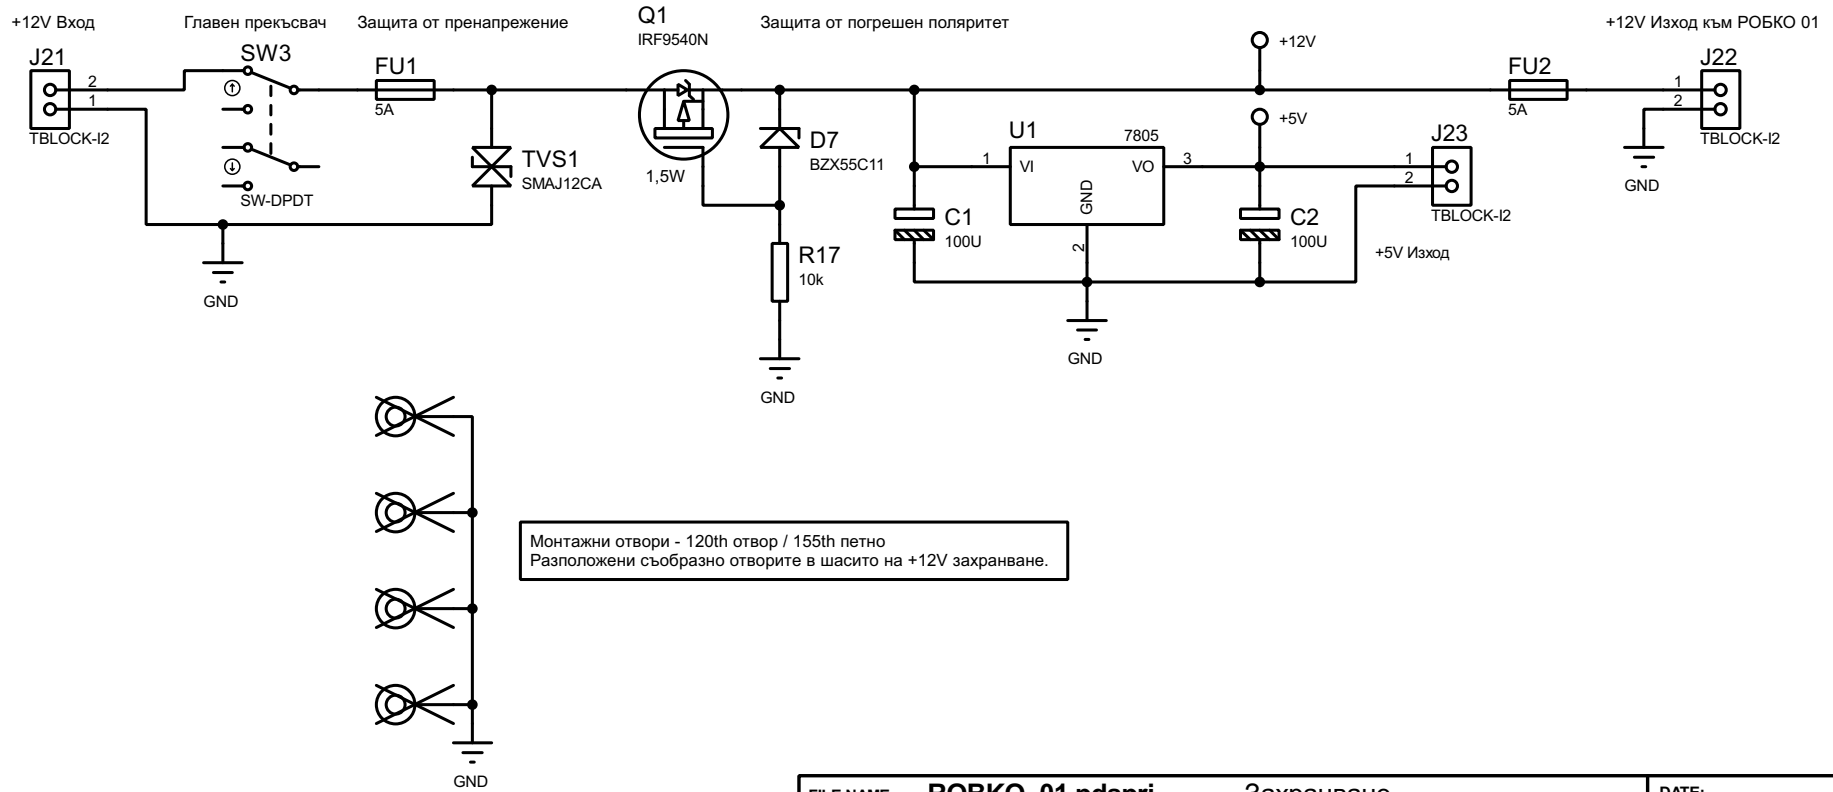 +12V Вход
Главен прекъсвач
Защита от пренапрежение
Q1
IRF9540N
Защита от погрешен поляритет
+12V Изход към РОБКО 01
J21
2
1
TBLOCK-I2
SW3
SW-DPDT
FU1
5A
TVS1
SMAJ12CA
1,5W
D7
BZX55C11
R17
10k
+12V
+5V
U1
7805
1
VI
VO
3
GND
2
C1
100U
C2
100U
J23
1
2
TBLOCK-I2
+5V Изход
FU2
5A
J22
1
2
TBLOCK-I2
GND
GND
GND
GND
Монтажни отвори - 120th отвор / 155th петно
Разположени съобразно отворите в шасито на +12V захранване.
GND
FILE NAME
ROBKO_01.pdsprj
Захранване
DATE: